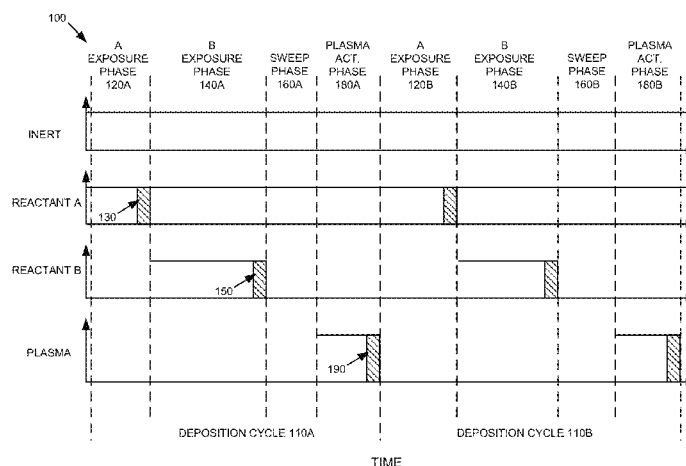 100
A
EXPOSURE
PHASE
120A
B
EXPOSURE
PHASE
140A
SWEEP
PHASE
160A
PLASMA
ACT.
PHASE
180A
A
EXPOSURE
PHASE
120B
B
EXPOSURE
PHASE
140B
SWEEP
PHASE
160B
PLASMA
ACT.
PHASE
180B
INERT
REACTANT A
130
REACTANT B
150
PLASMA
190
DEPOSITION CYCLE 110A
DEPOSITION CYCLE 110B
TIME